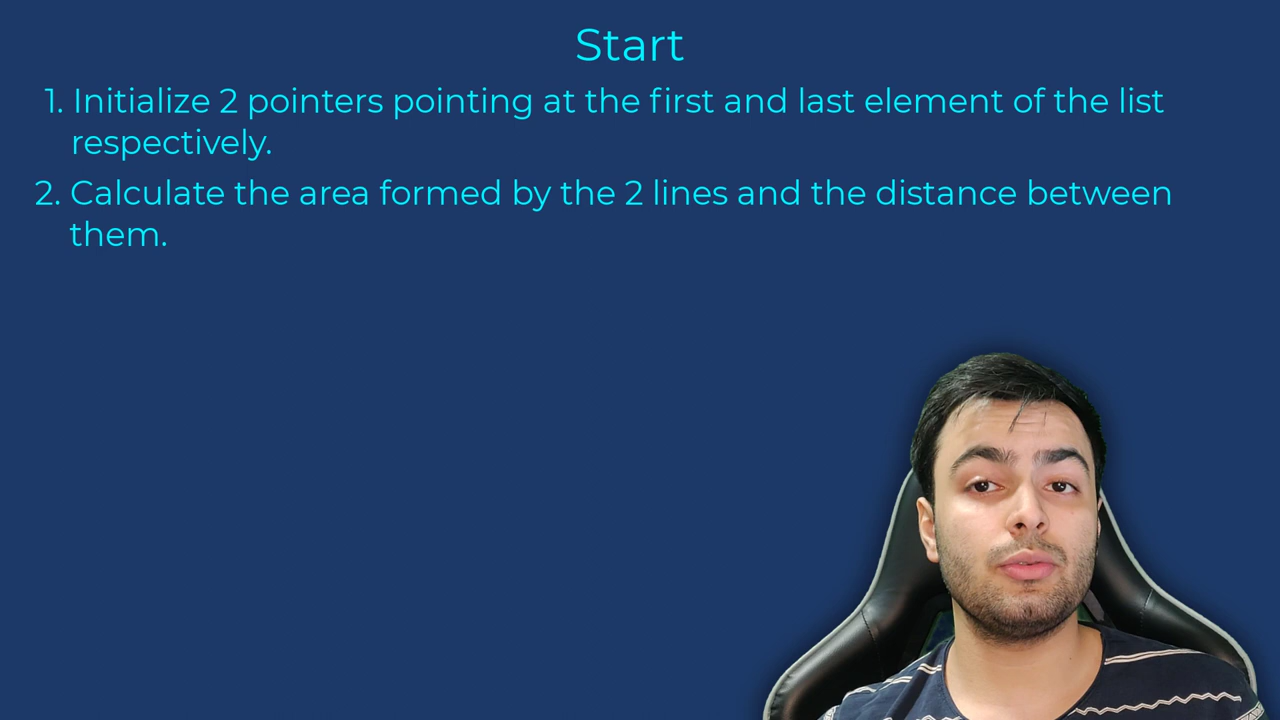 Start
1. Initialize 2 pointers pointing at the first and last element of the list
respectively.
2. Calculate the area formed by the 2 lines and the distance between
them.